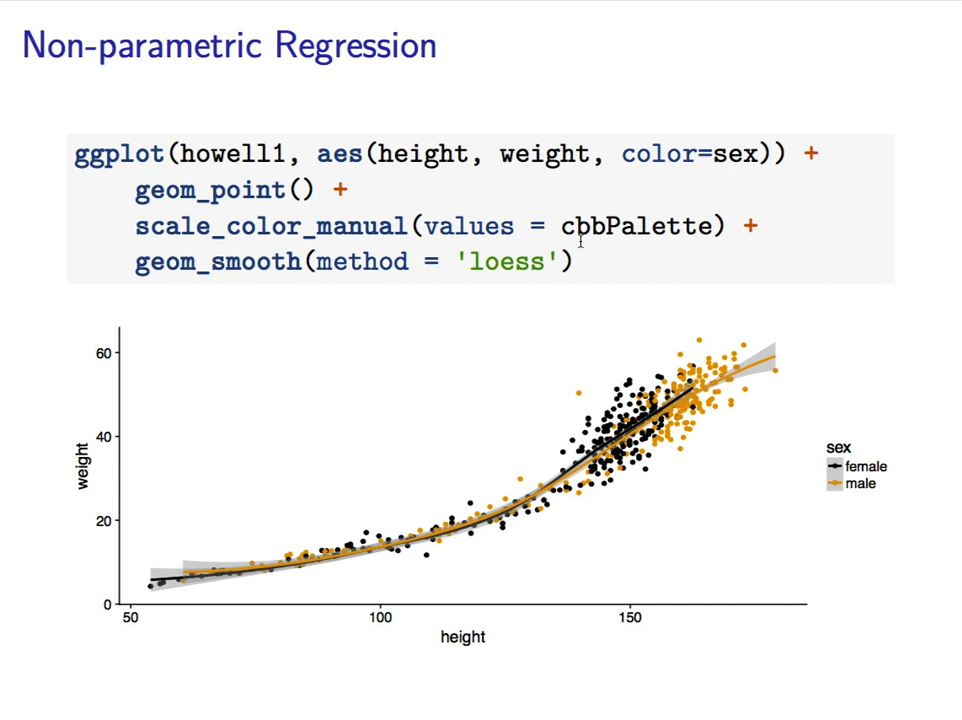 Non-parametric Regression
ggplot(howell1, aes(height, weight, color=sex)) +
geom_point() +
scale_color_manual(values = cbbPalette) +
geom_smooth(method = 'loess')
60
40
20
0
50
100
150
weight
height
sex
female
male